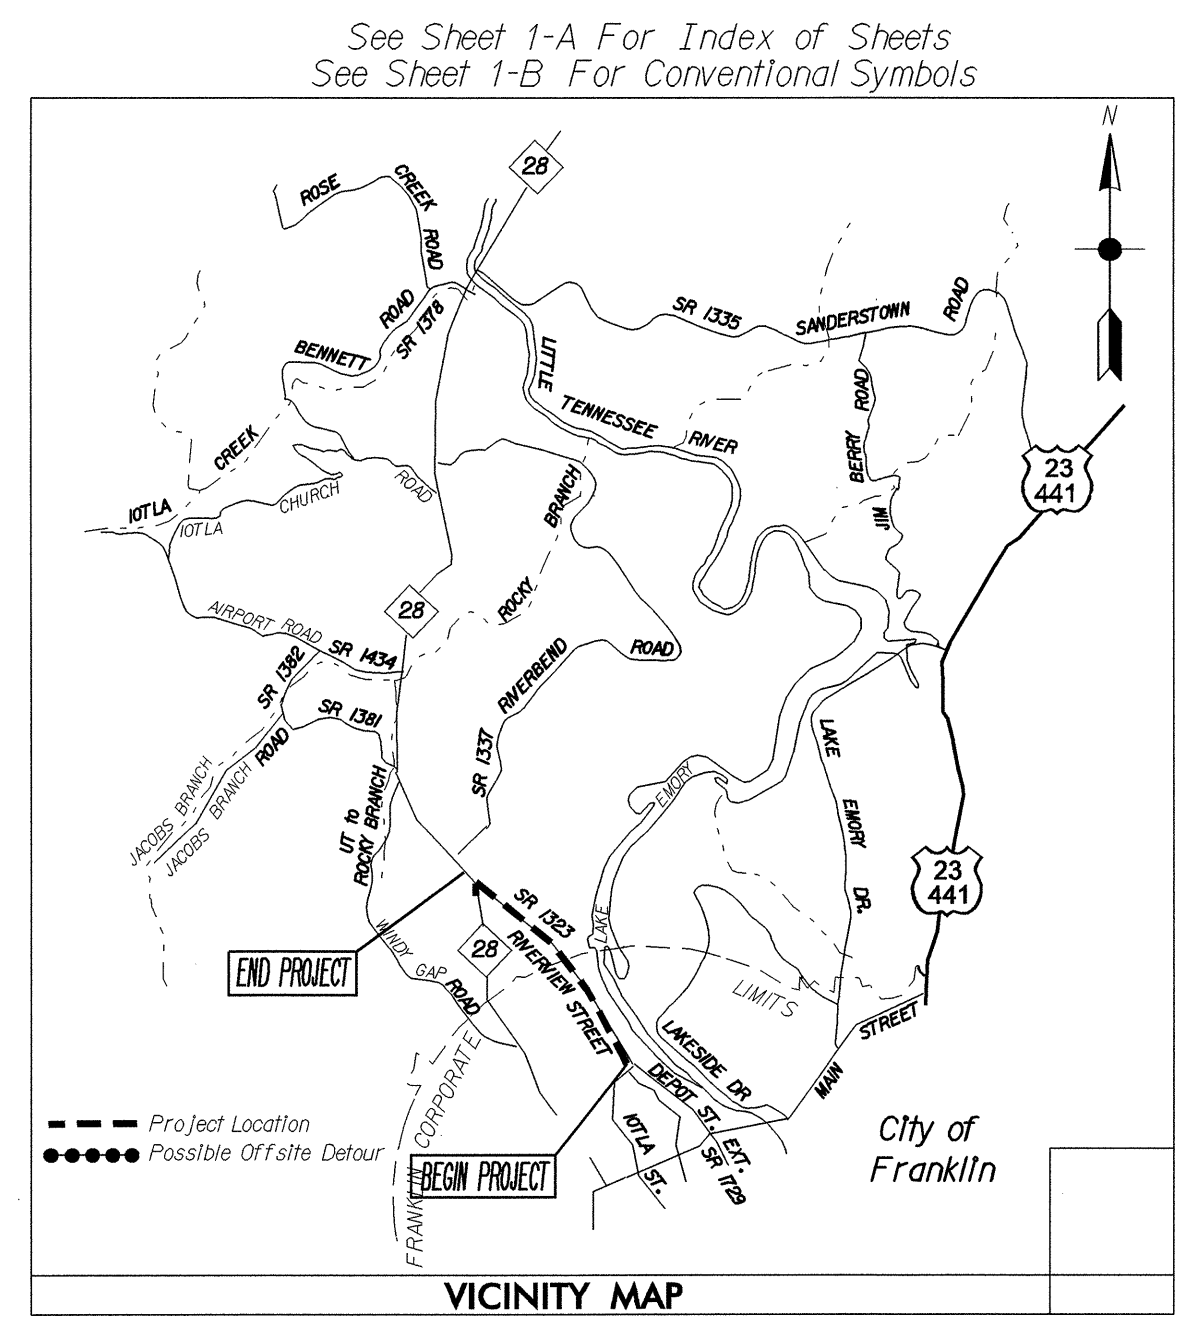 See Sheet 1-A For Index of Sheets
See Sheet 1-B For Conventional Symbols
N
28
ROSE CREEK ROAD
BENNETT ROAD
SR 1378
SR 1335
SANDERSTOWN ROAD
LITTLE TENNESSEE RIVER
JIM BERRY ROAD
23
441
IOTLA CREEK
IOTLA CHURCH ROAD
ROCKY BRANCH
28
AIRPORT ROAD
SR 1434
SR 1382
SR 1381
RIVERBEND ROAD
SR 1337
JACOBS BRANCH
JACOBS BRANCH ROAD
UT to
ROCKY BRANCH
LAKE EMORY
LAKE EMORY DR.
23
441
SR 1323
RIVERVIEW STREET
28
WINDY GAP ROAD
END PROJECT
FRANKLIN CORPORATE LIMITS
LAKESIDE DR
DEPOT ST. EXT.
SR 1729
IOTLA ST.
MAIN STREET
BEGIN PROJECT
City of
Franklin
Project Location
Possible Offsite Detour
VICINITY MAP